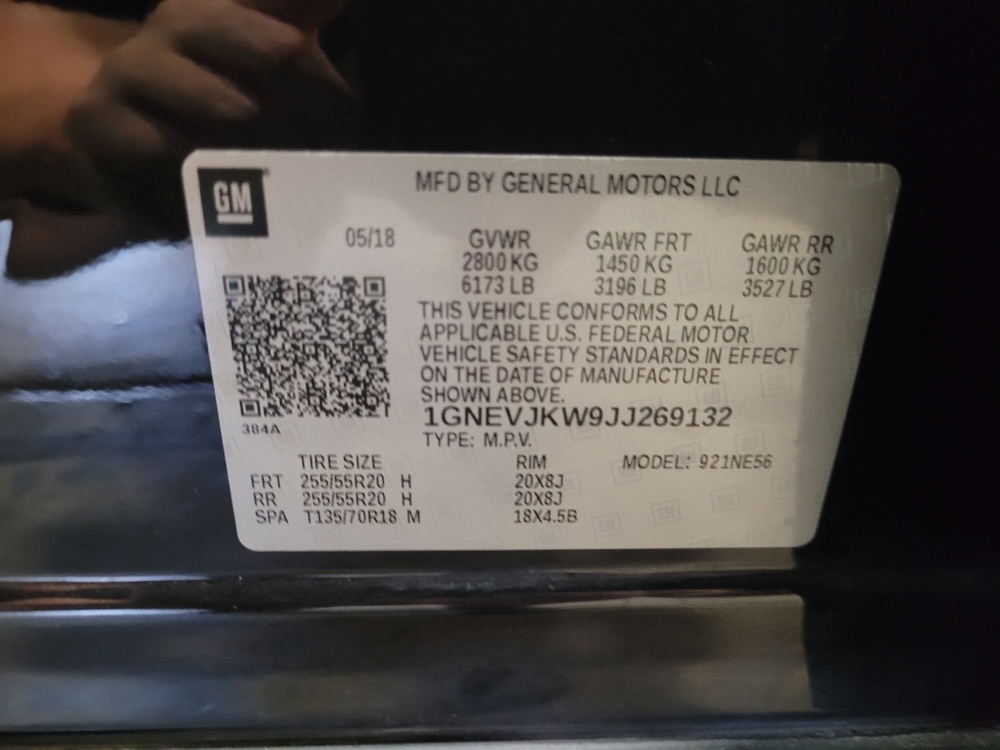 GM
MFD BY GENERAL MOTORS LLC
05/18 GVWR GAWR FRT GAWR RR
2800 KG 1450 KG 1600 KG
6173 LB 3196 LB 3527 LB
THIS VEHICLE CONFORMS TO ALL
APPLICABLE U.S. FEDERAL MOTOR
VEHICLE SAFETY STANDARDS IN EFFECT
ON THE DATE OF MANUFACTURE
SHOWN ABOVE.
384A
1GNEVJKW9JJ269132
TYPE: M.P.V.
TIRE SIZE RIM MODEL: 921NE56
FRT 255/55R20 H 20X8J
RR 255/55R20 H 20X8J
SPA T135/70R18 M 18X4.5B